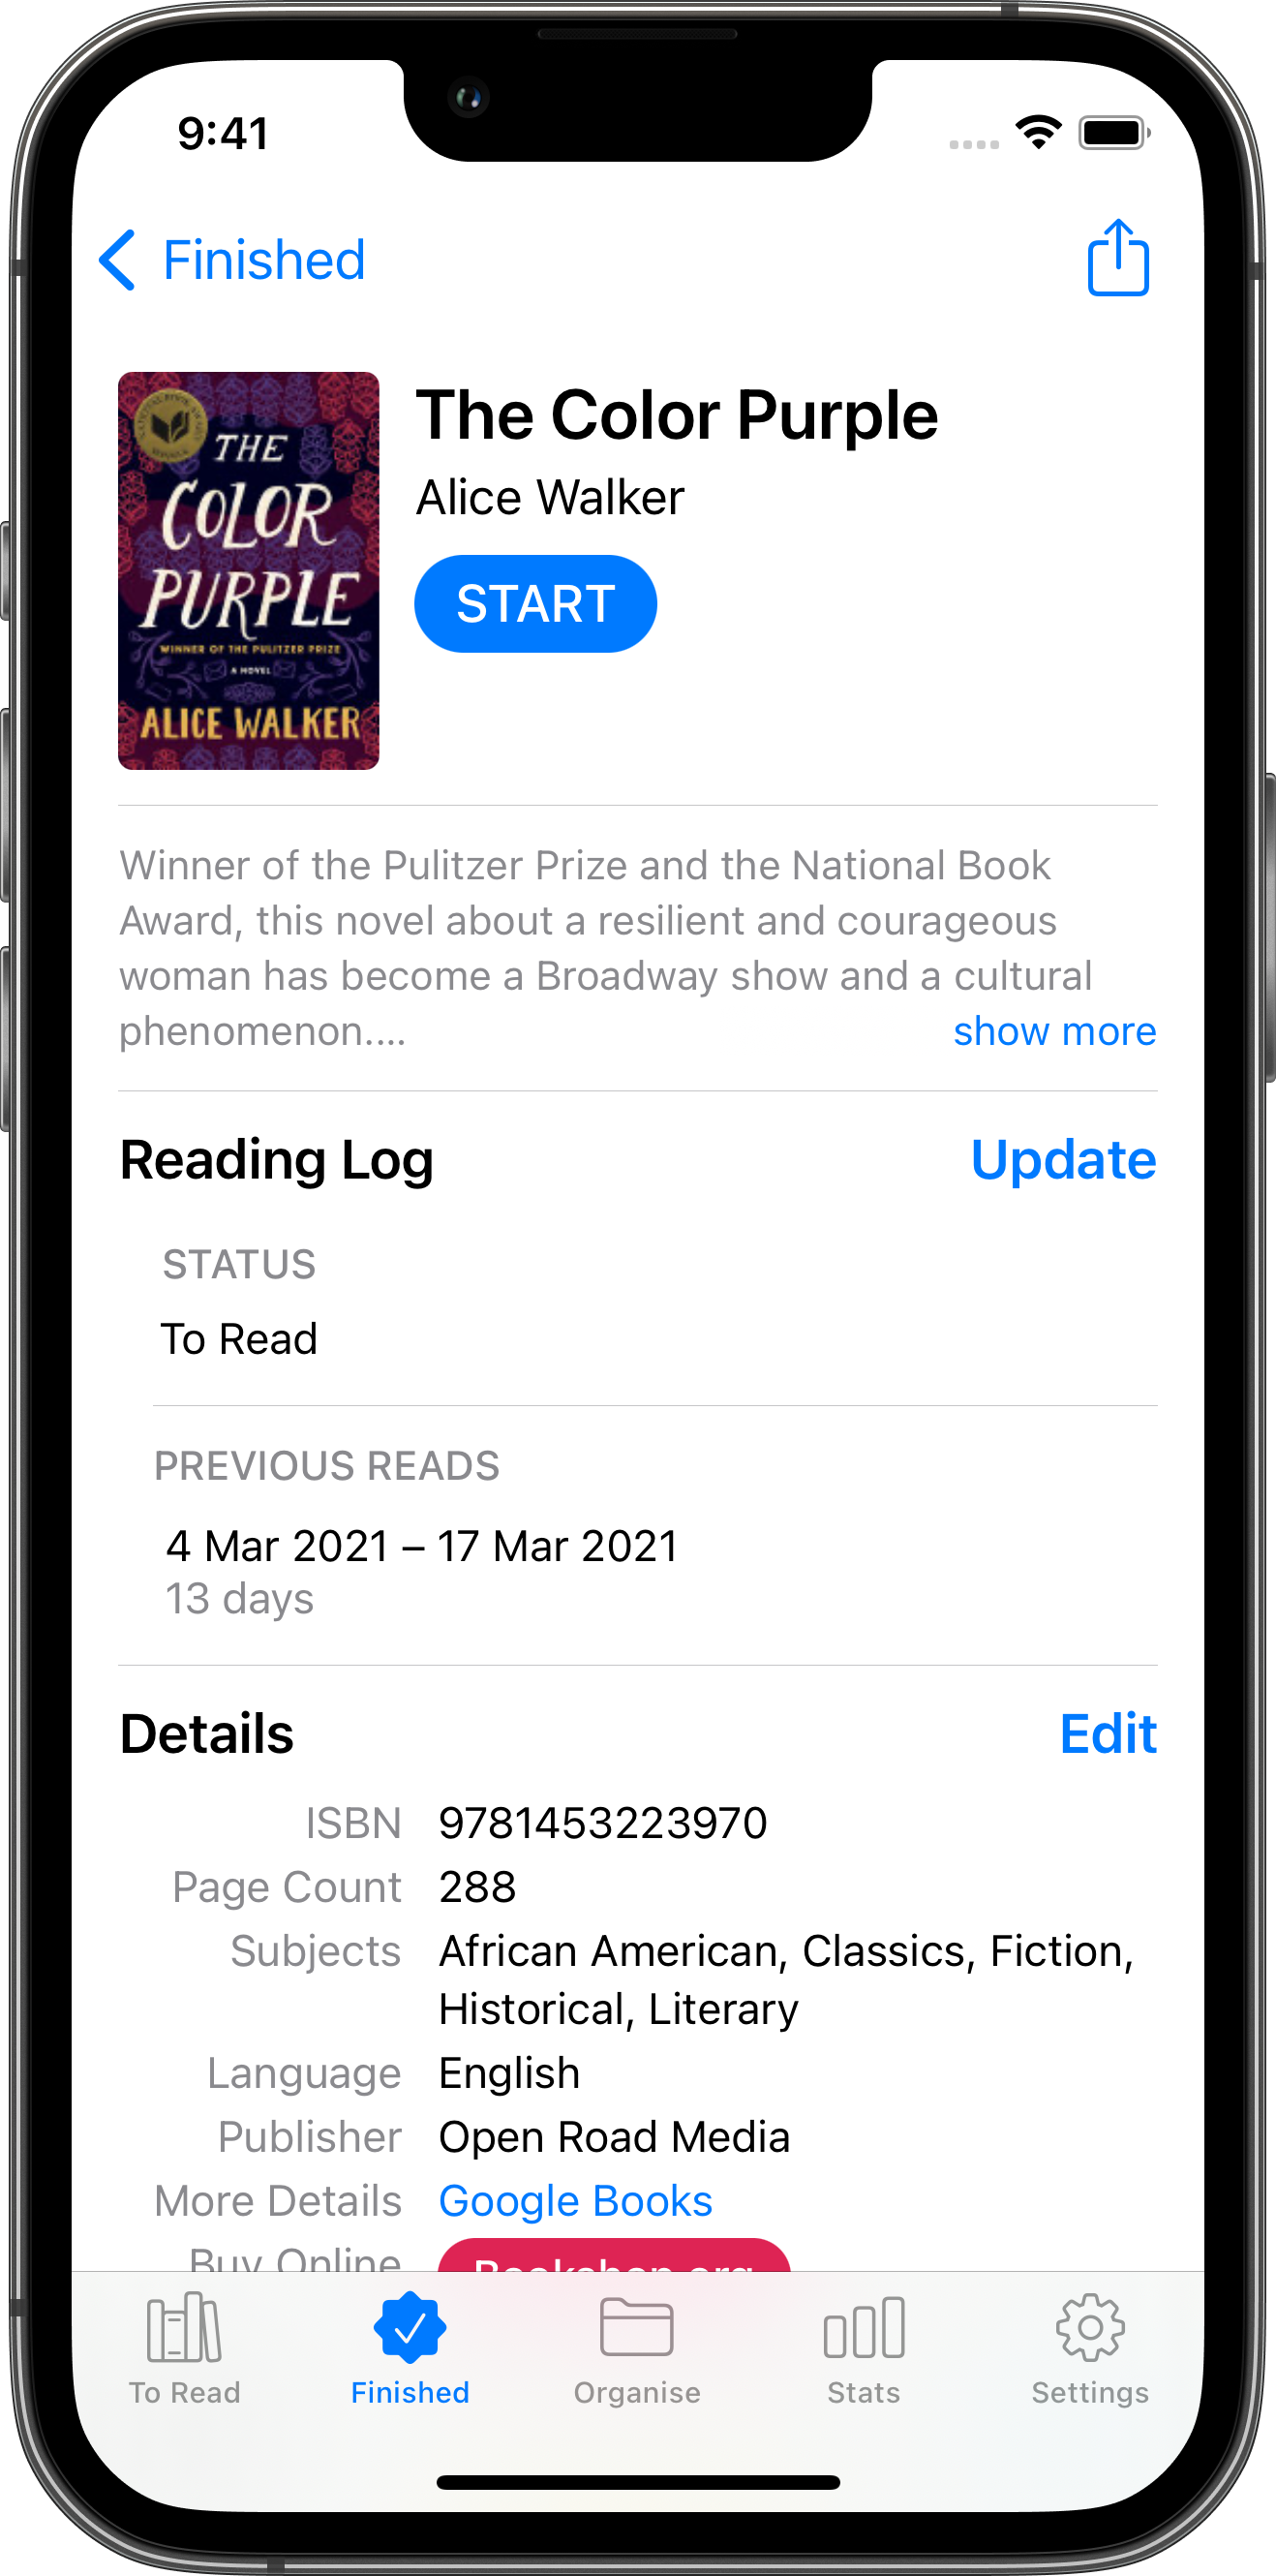 9:41
Finished
THE
COLOR
PURPLE
WINNER OF THE PULITZER PRIZE
A NOVEL
ALICE WALKER
The Color Purple
Alice Walker
START
Winner of the Pulitzer Prize and the National Book
Award, this novel about a resilient and courageous
woman has become a Broadway show and a cultural
phenomenon.... show more
Reading Log Update
STATUS
To Read
PREVIOUS READS
4 Mar 2021 – 17 Mar 2021
13 days
Details Edit
ISBN 9781453223970
Page Count 288
Subjects African American, Classics, Fiction,
Historical, Literary
Language English
Publisher Open Road Media
More Details Google Books
Buy Online Bookshop.org
To Read Finished Organise Stats Settings